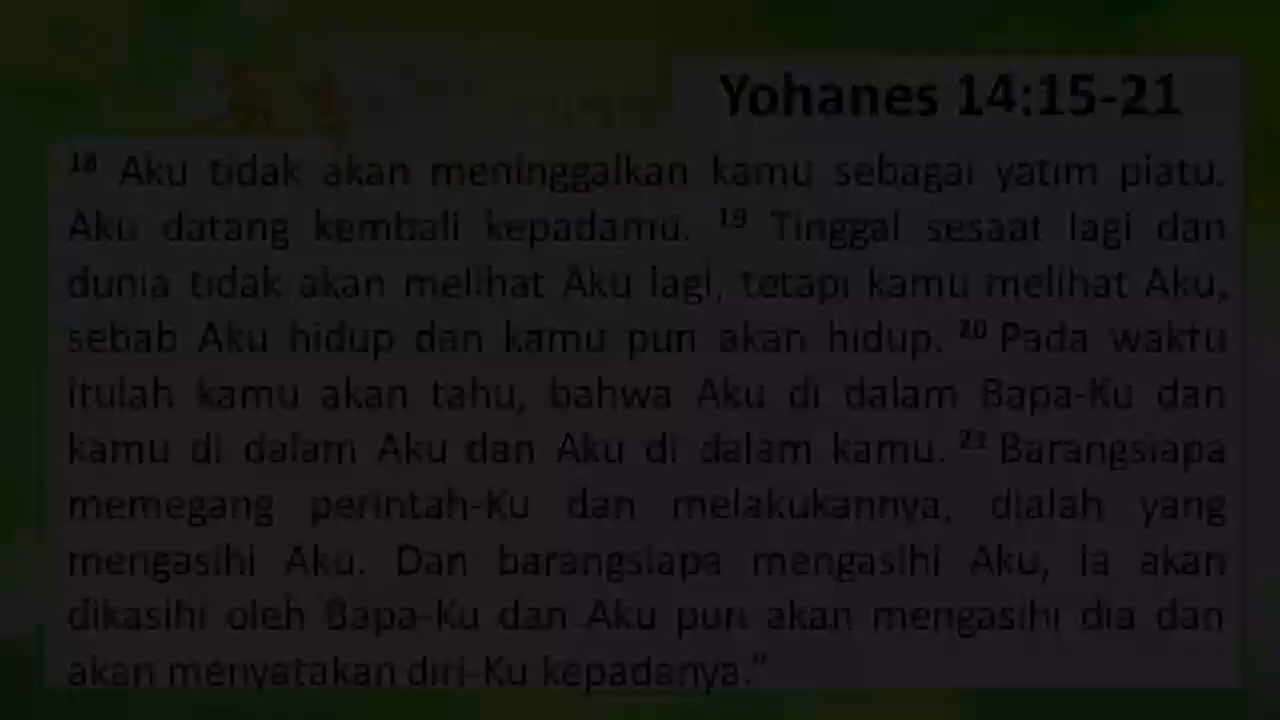 Yohanes 14:15-21
18 Aku tidak akan meninggalkan kamu sebagai yatim piatu.
Aku datang kembali kepadamu. 19 Tinggal sesaat lagi dan
dunia tidak akan melihat Aku lagi, tetapi kamu melihat Aku,
sebab Aku hidup dan kamu pun akan hidup. 20 Pada waktu
itulah kamu akan tahu, bahwa Aku di dalam Bapa-Ku dan
kamu di dalam Aku dan Aku di dalam kamu. 21 Barangsiapa
memegang perintah-Ku dan melakukannya, dialah yang
mengasihi Aku. Dan barangsiapa mengasihi Aku, ia akan
dikasihi oleh Bapa-Ku dan Aku pun akan mengasihi dia dan
akan menyatakan diri-Ku kepadanya."